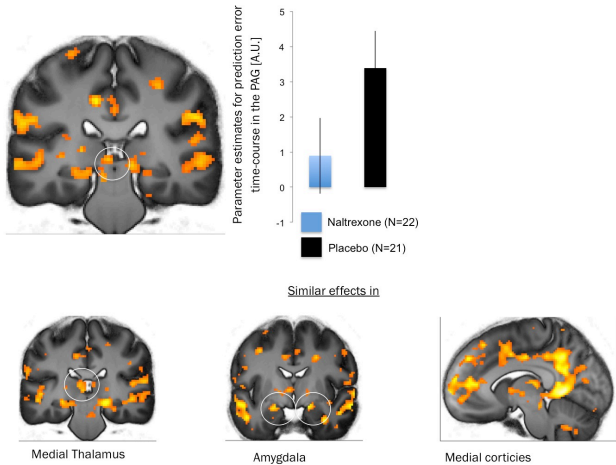 Parameter estimates for prediction error
time-course in the PAG [A.U.]
5
4
3
2
1
0
-1
Naltrexone (N=22)
Placebo (N=21)
Similar effects in
Medial Thalamus
Amygdala
Medial corticies